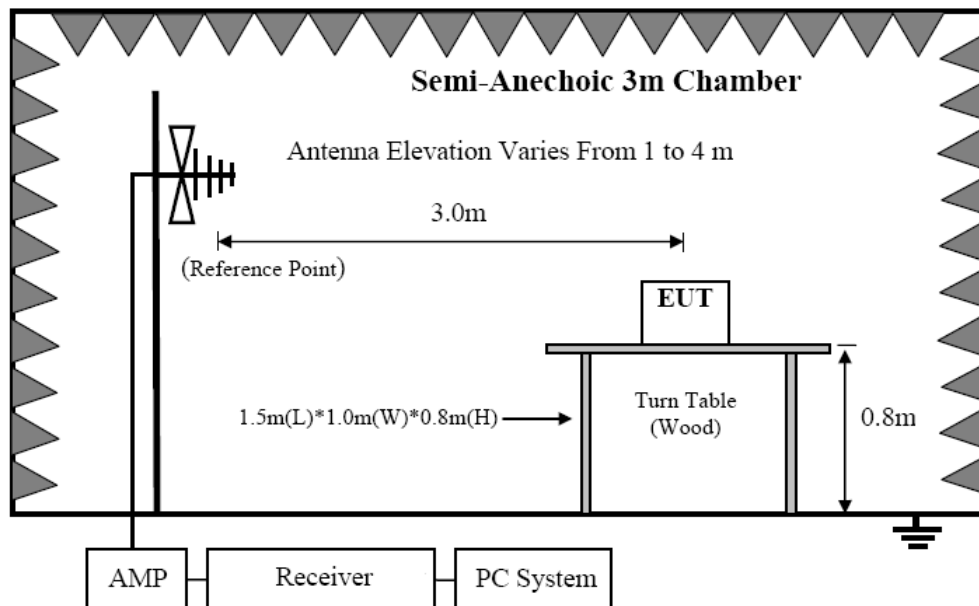 Semi-Anechoic 3m Chamber
Antenna Elevation Varies From 1 to 4 m
3.0m
(Reference Point)
EUT
1.5m(L)*1.0m(W)*0.8m(H)
Turn Table
(Wood)
0.8m
AMP
Receiver
PC System